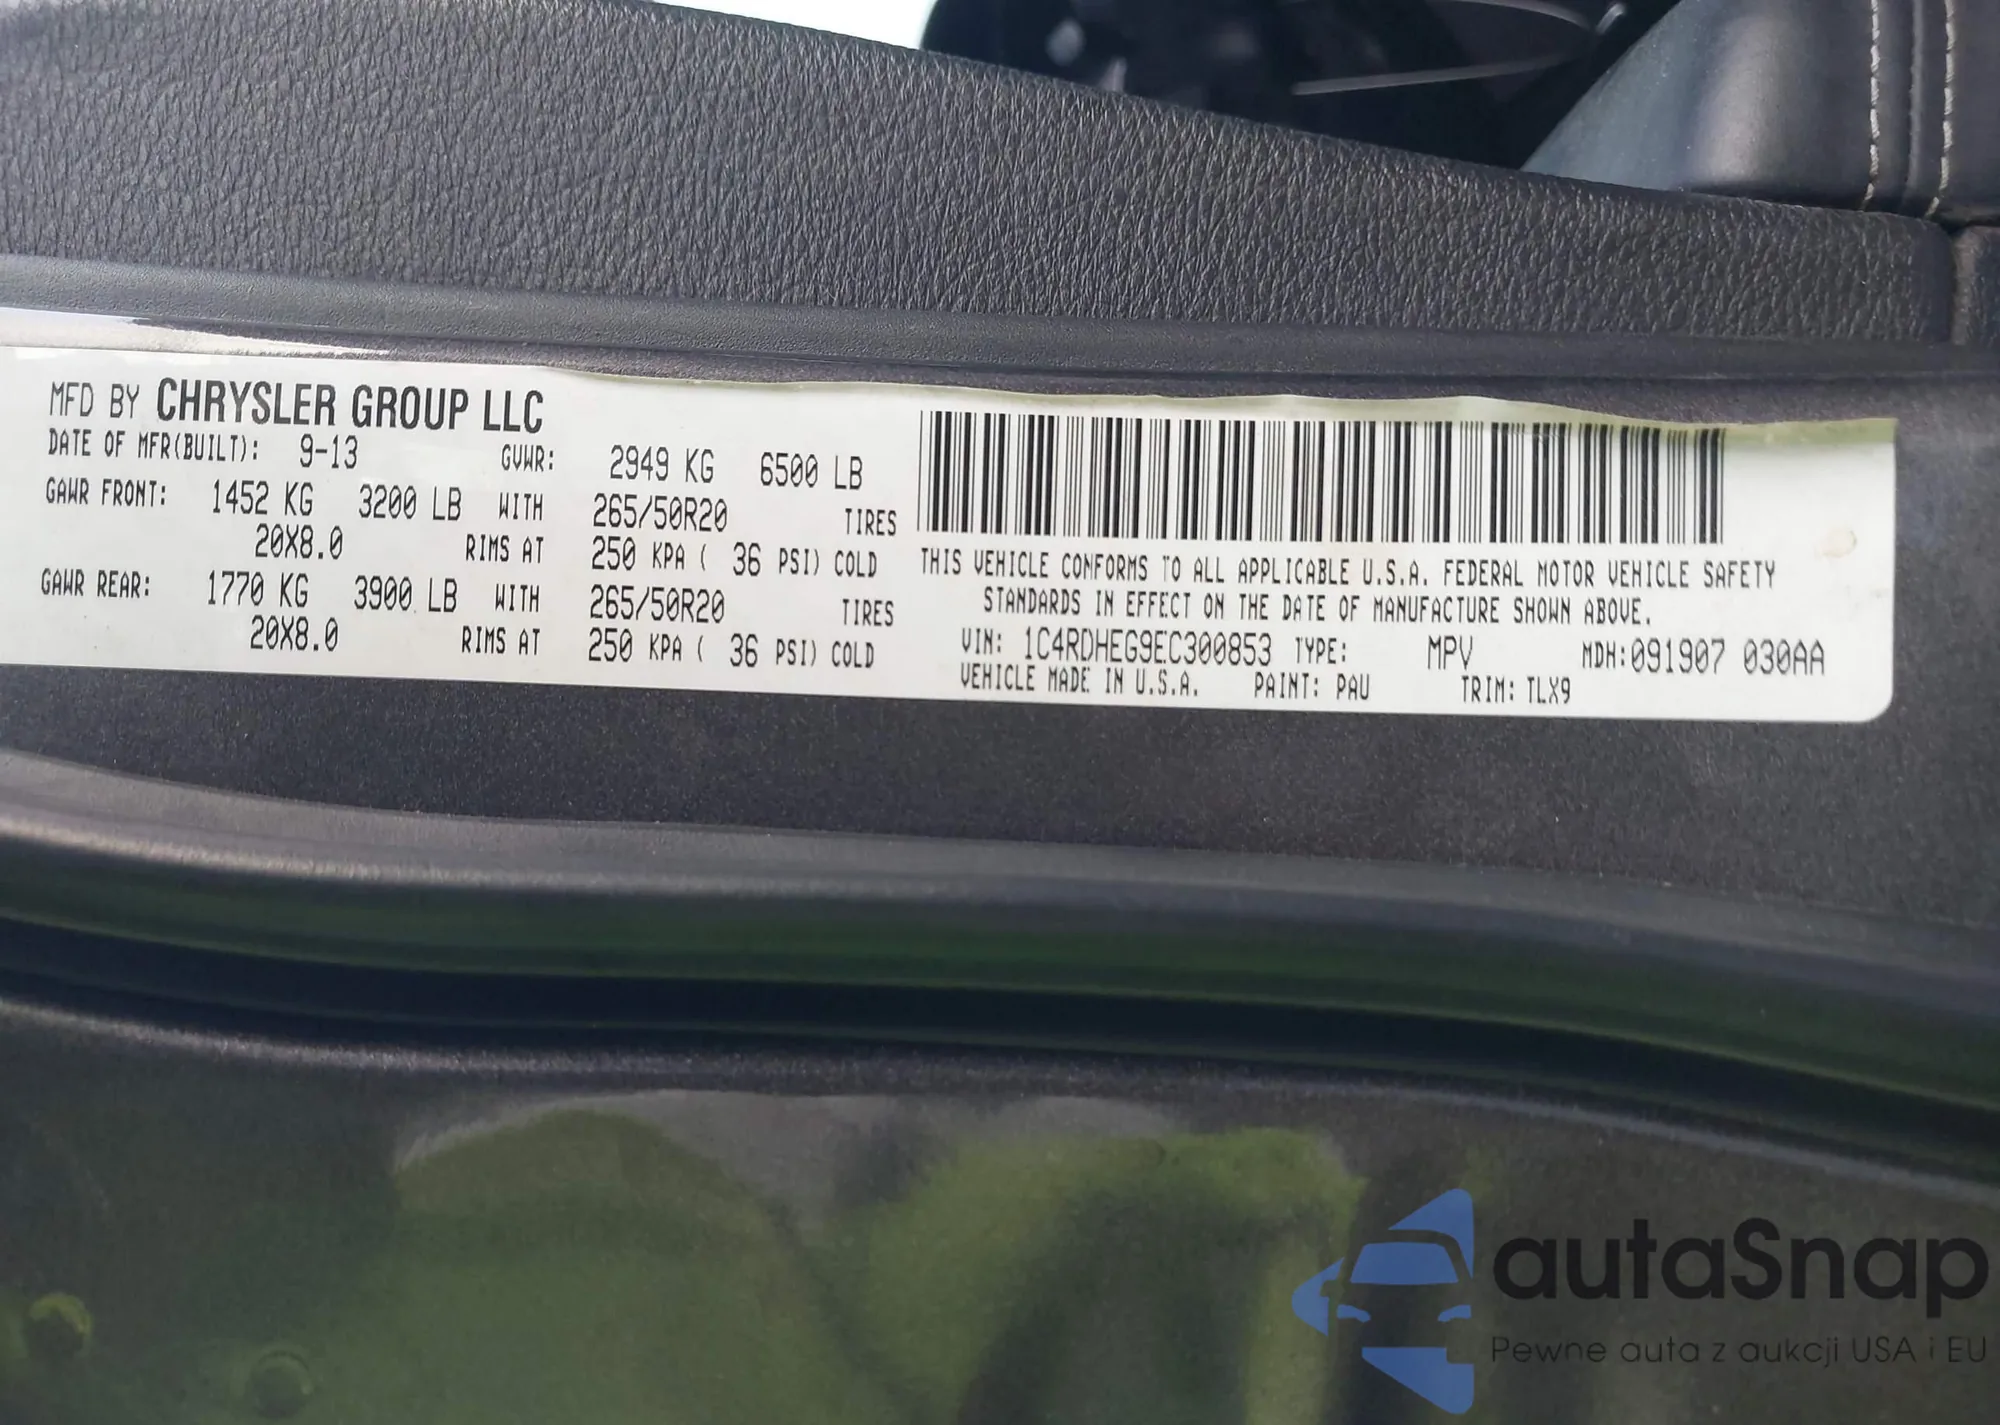 MFD BY CHRYSLER GROUP LLC
DATE OF MFR(BUILT): 9-13 GVWR: 2949 KG 6500 LB
GAWR FRONT: 1452 KG 3200 LB WITH 265/50R20 TIRES
20X8.0 RIMS AT 250 KPA ( 36 PSI) COLD
GAWR REAR: 1770 KG 3900 LB WITH 265/50R20 TIRES
20X8.0 RIMS AT 250 KPA ( 36 PSI) COLD
THIS VEHICLE CONFORMS TO ALL APPLICABLE U.S.A. FEDERAL MOTOR VEHICLE SAFETY
STANDARDS IN EFFECT ON THE DATE OF MANUFACTURE SHOWN ABOVE.
VIN: 1C4RDHEG9EC300853 TYPE: MPV MDH:091907 030AA
VEHICLE MADE IN U.S.A. PAINT: PAU TRIM: TLX9
autaSnap
Pewne auta z aukcji USA i EU